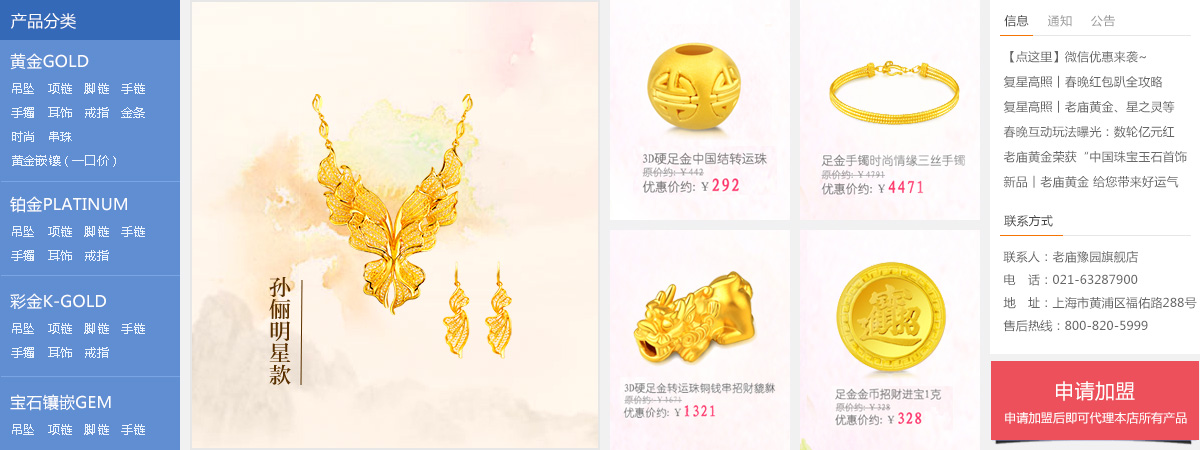 产品分类
黄金GOLD
吊坠 项链 脚链 手链
手镯 耳饰 戒指 金条
时尚 串珠
黄金嵌镶(一口价)
铂金PLATINUM
吊坠 项链 脚链 手链
手镯 耳饰 戒指
彩金K-GOLD
吊坠 项链 脚链 手链
手镯 耳饰 戒指
宝石镶嵌GEM
吊坠 项链 脚链 手链
孙俪明星款
3D硬足金中国结转运珠
原价约: ￥442
优惠价约: ￥292
足金手镯时尚情缘三丝手镯
原价约: ￥4791
优惠价约: ￥4471
3D硬足金转运珠铜钱串招财貔貅
原价约: ￥1671
优惠价约: ￥1321
招财进宝
足金金币招财进宝1克
原价约: ￥328
优惠价约: ￥328
信息 通知 公告
【点这里】微信优惠来袭~
复星高照丨春晚红包趴全攻略
复星高照丨老庙黄金、星之灵等
春晚互动玩法曝光：数轮亿元红
老庙黄金荣获“中国珠宝玉石首饰
新品丨老庙黄金 给您带来好运气
联系方式
联系人：老庙豫园旗舰店
电 话：021-63287900
地 址：上海市黄浦区福佑路288号
售后热线：800-820-5999
申请加盟
申请加盟后即可代理本店所有产品